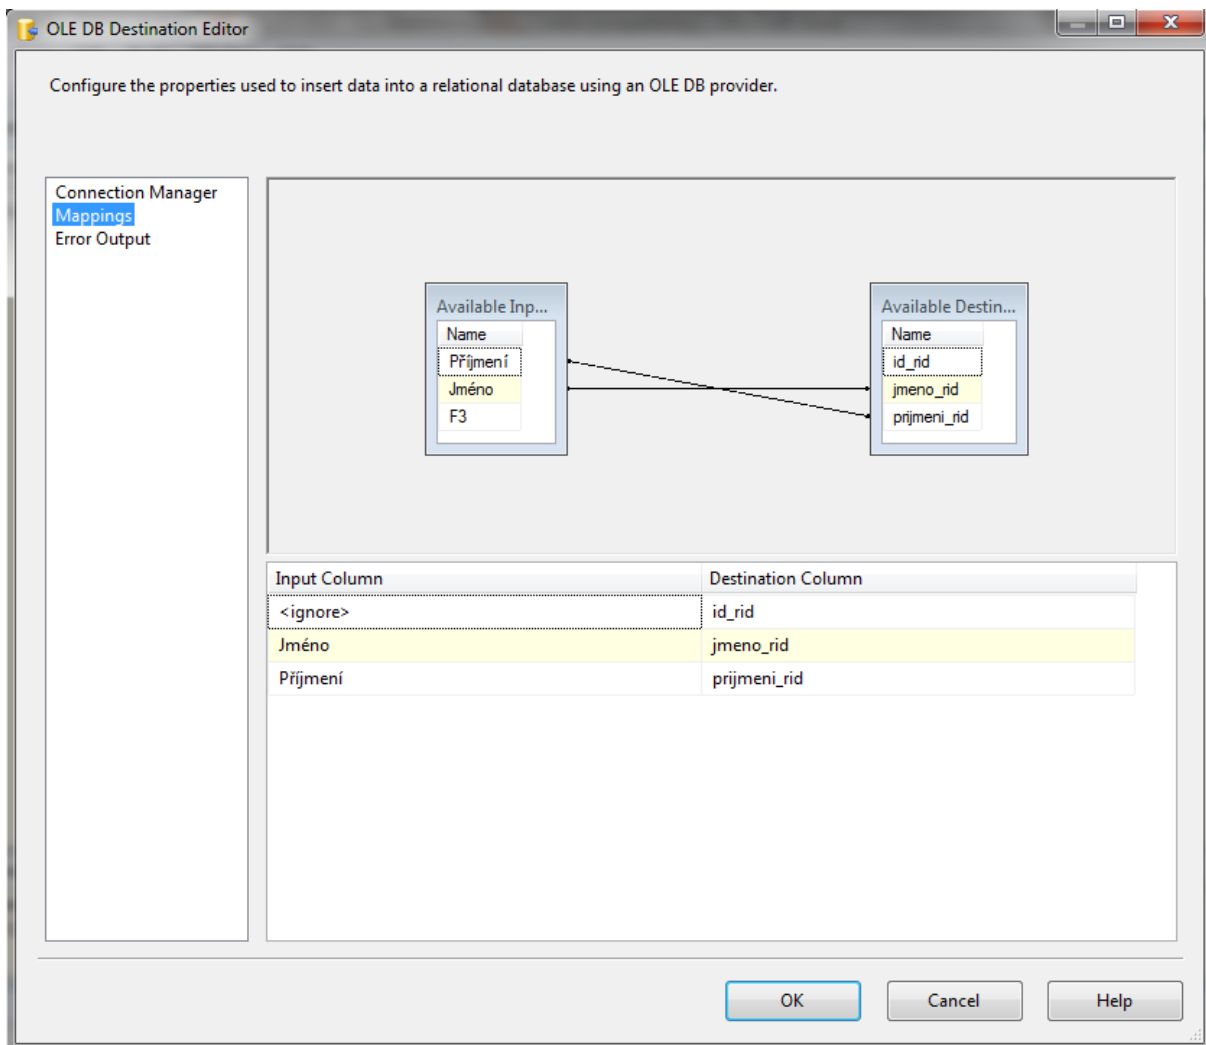 OLE DB Destination Editor
Configure the properties used to insert data into a relational database using an OLE DB provider.
Connection Manager
Mappings
Error Output
Available Inp...
Name
Příjmení
Jméno
F3
Available Destin...
Name
id_rid
jmeno_rid
prijmeni_rid
Input Column Destination Column
<ignore> id_rid
Jméno jmeno_rid
Příjmení prijmeni_rid
OK Cancel Help